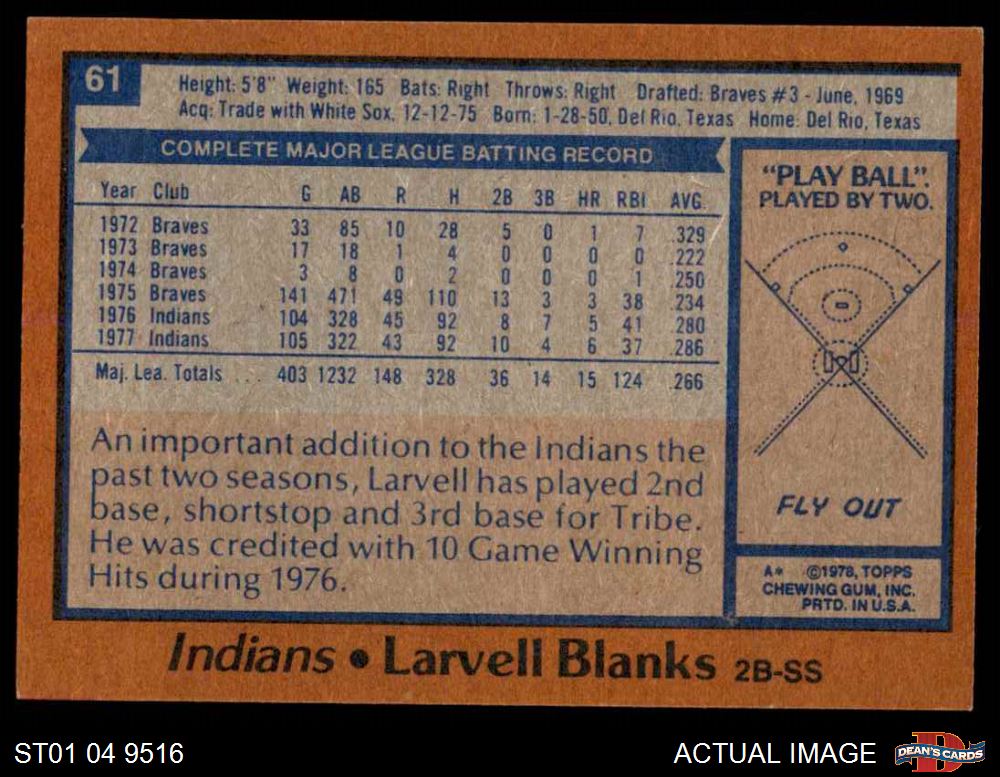 61
Height: 5'8" Weight: 165 Bats: Right Throws: Right Drafted: Braves #3 - June, 1969
Acq: Trade with White Sox, 12-12-75 Born: 1-28-50, Del Rio, Texas Home: Del Rio, Texas
COMPLETE MAJOR LEAGUE BATTING RECORD
Year Club G AB R H 2B 3B HR RBI AVG.
1972 Braves 33 85 10 28 5 0 1 7 .329
1973 Braves 17 18 1 4 0 0 0 0 .222
1974 Braves 3 8 0 2 0 0 0 1 .250
1975 Braves 141 471 49 110 13 3 3 38 .234
1976 Indians 104 328 45 92 8 7 5 41 .280
1977 Indians 105 322 43 92 10 4 6 37 .286
Maj. Lea. Totals ... 403 1232 148 328 36 14 15 124 .266
An important addition to the Indians the
past two seasons, Larvell has played 2nd
base, shortstop and 3rd base for Tribe.
He was credited with 10 Game Winning
Hits during 1976.
"PLAY BALL".
PLAYED BY TWO.
FLY OUT
A* ©1978, TOPPS
CHEWING GUM, INC.
PRTD. IN U.S.A.
Indians • Larvell Blanks 2B-SS
ST01 04 9516
ACTUAL IMAGE
DEAN'S CARDS